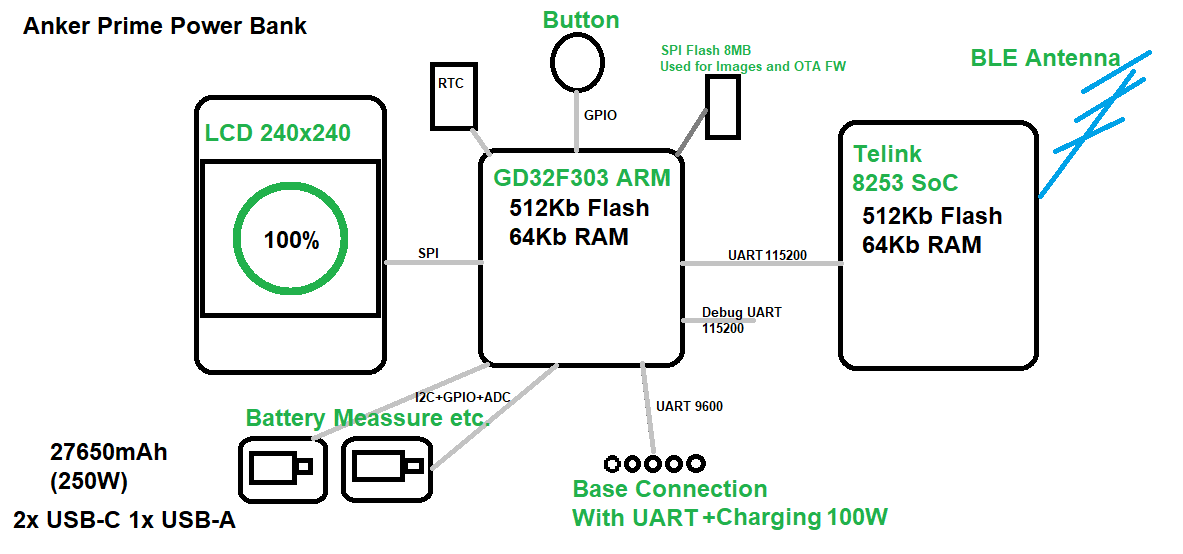 Anker Prime Power Bank
Button
SPI Flash 8MB
Used for Images and OTA FW
BLE Antenna
RTC
GPIO
LCD 240x240
100%
SPI
GD32F303 ARM
512Kb Flash
64Kb RAM
UART 115200
Debug UART
115200
Telink
8253 SoC
512Kb Flash
64Kb RAM
I2C+GPIO+ADC
Battery Meassure etc.
UART 9600
27650mAh
(250W)
2x USB-C 1x USB-A
Base Connection
With UART +Charging 100W